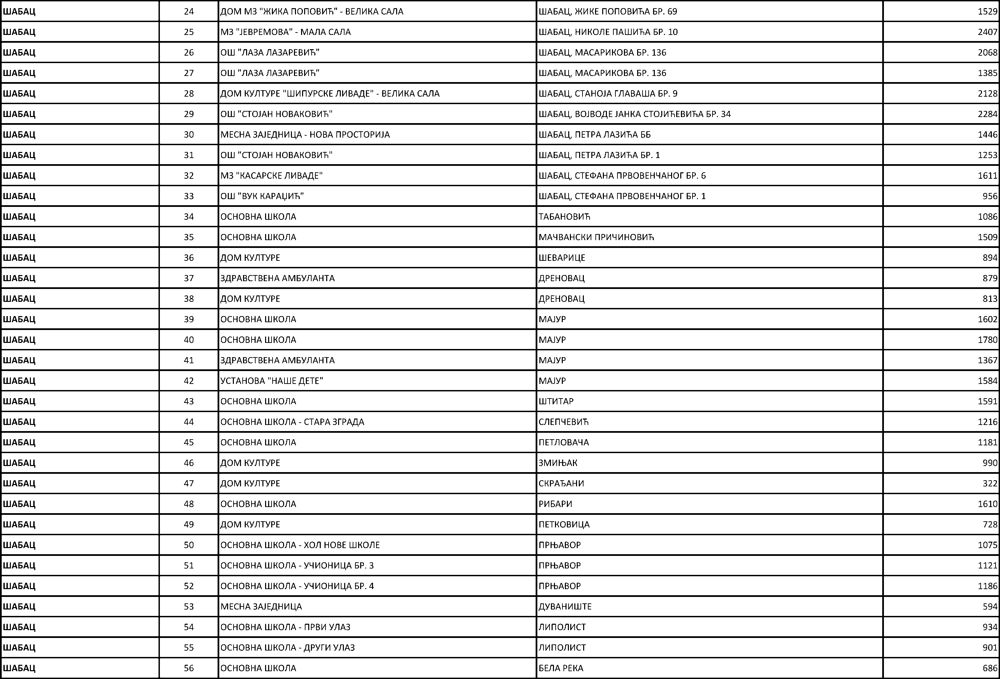 ШАБАЦ 24 ДОМ МЗ "ЖИКА ПОПОВИЋ" - ВЕЛИКА САЛА ШАБАЦ, ЖИКЕ ПОПОВИЋА БР. 69 1529
ШАБАЦ 25 МЗ "ЈЕВРЕМОВА" - МАЛА САЛА ШАБАЦ, НИКОЛЕ ПАШИЋА БР. 10 2407
ШАБАЦ 26 ОШ "ЛАЗА ЛАЗАРЕВИЋ" ШАБАЦ, МАСАРИКОВА БР. 136 2068
ШАБАЦ 27 ОШ "ЛАЗА ЛАЗАРЕВИЋ" ШАБАЦ, МАСАРИКОВА БР. 136 1385
ШАБАЦ 28 ДОМ КУЛТУРЕ "ШИПУРСКЕ ЛИВАДЕ" - ВЕЛИКА САЛА ШАБАЦ, СТАНОЈА ГЛАВАША БР. 9 2128
ШАБАЦ 29 ОШ "СТОЈАН НОВАКОВИЋ" ШАБАЦ, ВОЈВОДЕ ЈАНКА СТОЈИЋЕВИЋА БР. 34 2284
ШАБАЦ 30 МЕСНА ЗАЈЕДНИЦА - НОВА ПРОСТОРИЈА ШАБАЦ, ПЕТРА ЛАЗИЋА ББ 1446
ШАБАЦ 31 ОШ "СТОЈАН НОВАКОВИЋ" ШАБАЦ, ПЕТРА ЛАЗИЋА БР. 1 1253
ШАБАЦ 32 МЗ "КАСАРСКЕ ЛИВАДЕ" ШАБАЦ, СТЕФАНА ПРВОВЕНЧАНОГ БР. 6 1611
ШАБАЦ 33 ОШ "ВУК КАРАЏИЋ" ШАБАЦ, СТЕФАНА ПРВОВЕНЧАНОГ БР. 1 956
ШАБАЦ 34 ОСНОВНА ШКОЛА ТАБАНОВИЋ 1086
ШАБАЦ 35 ОСНОВНА ШКОЛА МАЧВАНСКИ ПРИЧИНОВИЋ 1509
ШАБАЦ 36 ДОМ КУЛТУРЕ ШЕВАРИЦЕ 894
ШАБАЦ 37 ЗДРАВСТВЕНА АМБУЛАНТА ДРЕНОВАЦ 879
ШАБАЦ 38 ДОМ КУЛТУРЕ ДРЕНОВАЦ 813
ШАБАЦ 39 ОСНОВНА ШКОЛА МАЈУР 1602
ШАБАЦ 40 ОСНОВНА ШКОЛА МАЈУР 1780
ШАБАЦ 41 ЗДРАВСТВЕНА АМБУЛАНТА МАЈУР 1367
ШАБАЦ 42 УСТАНОВА "НАШЕ ДЕТЕ" МАЈУР 1584
ШАБАЦ 43 ОСНОВНА ШКОЛА ШТИТАР 1591
ШАБАЦ 44 ОСНОВНА ШКОЛА - СТАРА ЗГРАДА СЛЕПЧЕВИЋ 1216
ШАБАЦ 45 ОСНОВНА ШКОЛА ПЕТЛОВАЧА 1181
ШАБАЦ 46 ДОМ КУЛТУРЕ ЗМИЊАК 990
ШАБАЦ 47 ДОМ КУЛТУРЕ СКРАЂАНИ 322
ШАБАЦ 48 ОСНОВНА ШКОЛА РИБАРИ 1610
ШАБАЦ 49 ДОМ КУЛТУРЕ ПЕТКОВИЦА 728
ШАБАЦ 50 ОСНОВНА ШКОЛА - ХОЛ НОВЕ ШКОЛЕ ПРЊАВОР 1075
ШАБАЦ 51 ОСНОВНА ШКОЛА - УЧИОНИЦА БР. 3 ПРЊАВОР 1121
ШАБАЦ 52 ОСНОВНА ШКОЛА - УЧИОНИЦА БР. 4 ПРЊАВОР 1186
ШАБАЦ 53 МЕСНА ЗАЈЕДНИЦА ДУВАНИШТЕ 594
ШАБАЦ 54 ОСНОВНА ШКОЛА - ПРВИ УЛАЗ ЛИПОЛИСТ 934
ШАБАЦ 55 ОСНОВНА ШКОЛА - ДРУГИ УЛАЗ ЛИПОЛИСТ 901
ШАБАЦ 56 ОСНОВНА ШКОЛА БЕЛА РЕКА 686